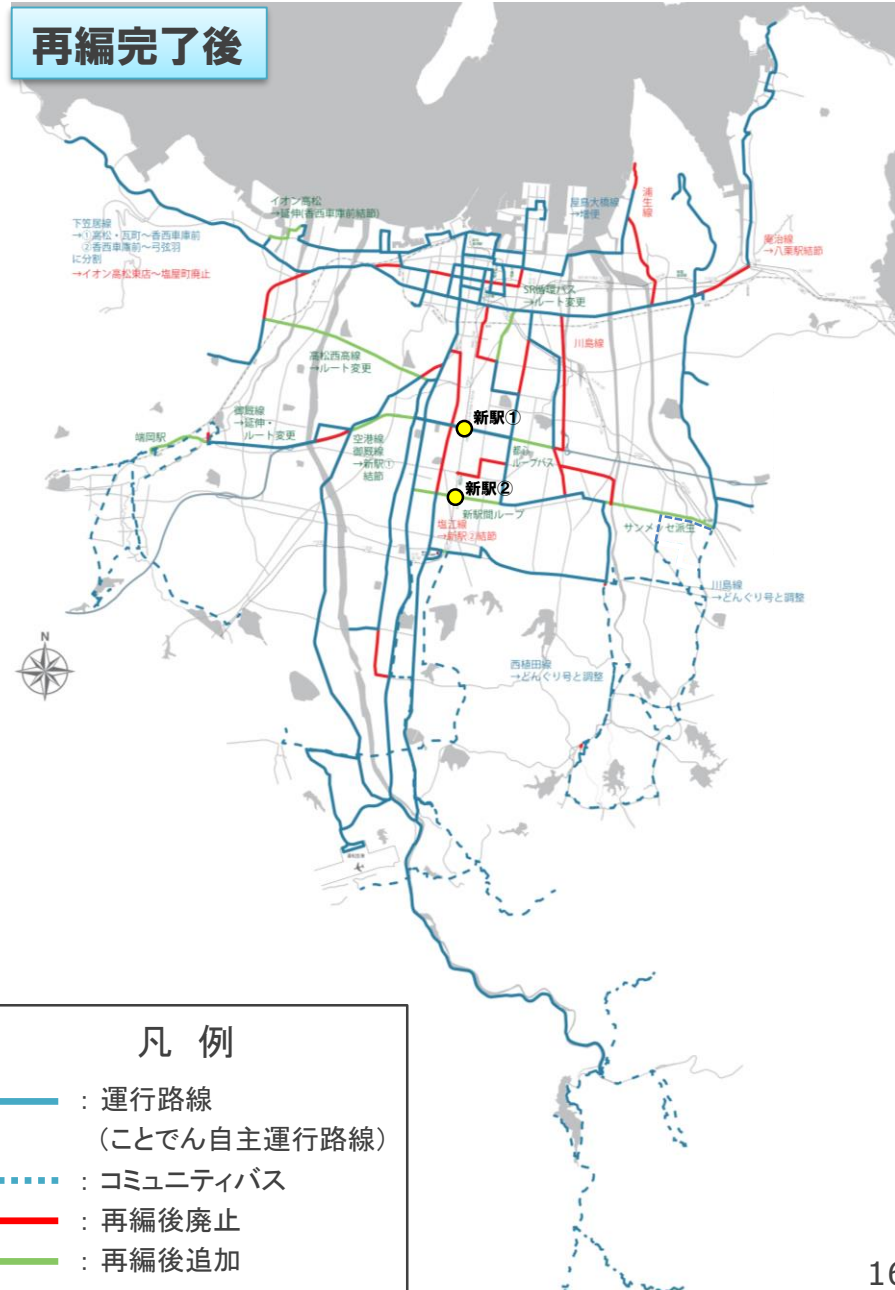 再編完了後
イオン高松
→延伸(香西車庫前結節)
下笠居線
→①高松・瓦町～香西車庫前
②香西車庫前～弓弦羽
に分割
→イオン高松東店～塩屋町廃止
屋島大橋線
→増便
浦生線
庵治線
→八栗駅結節
SR循環バス
→ルート変更
川島線
高松西高線
→ルート変更
御厩線
→延伸・
ルート変更
端岡駅
空港線
御厩線
→新駅①
結節
新駅①
ループバス
新駅②
新駅間ループ
塩江線
→新駅②結節
サンメッセ派生
川島線
→どんぐり号と調整
西植田線
→どんぐり号と調整
N
凡 例
：運行路線
（ことでん自主運行路線）
：コミュニティバス
：再編後廃止
：再編後追加
16